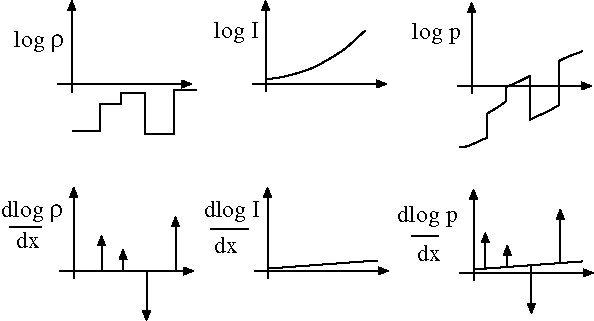 log ρ
log I
log p
dlog ρ
dx
dlog I
dx
dlog p
dx